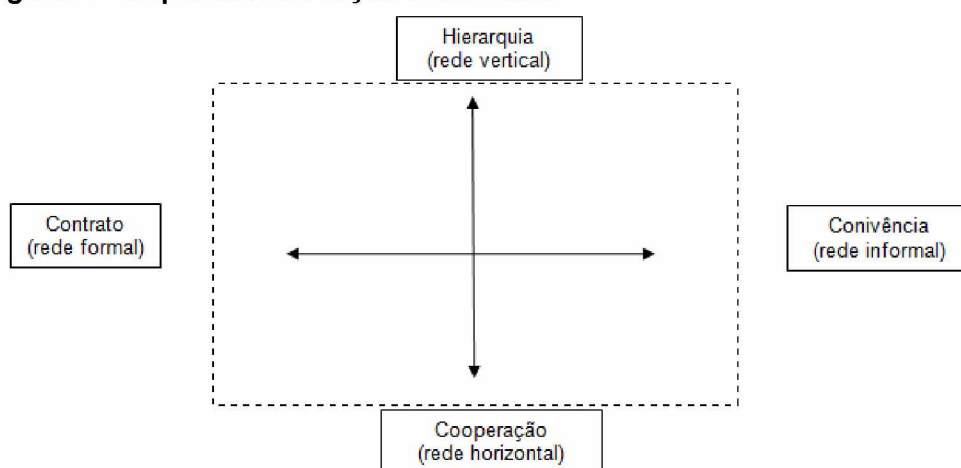 Hierarquia
(rede vertical)
Contrato
(rede formal)
Conivência
(rede informal)
Cooperação
(rede horizontal)